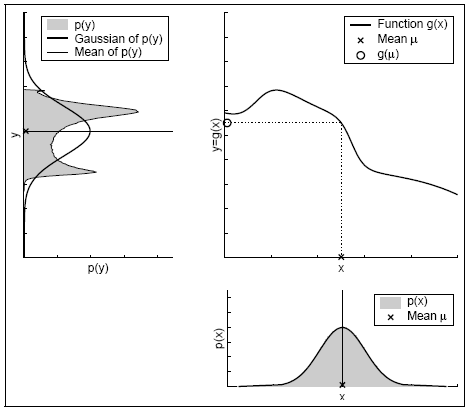 p(y)
Gaussian of p(y)
Mean of p(y)
y
p(y)
Function g(x)
Mean μ
g(μ)
y=g(x)
x
p(x)
Mean μ
p(x)
x